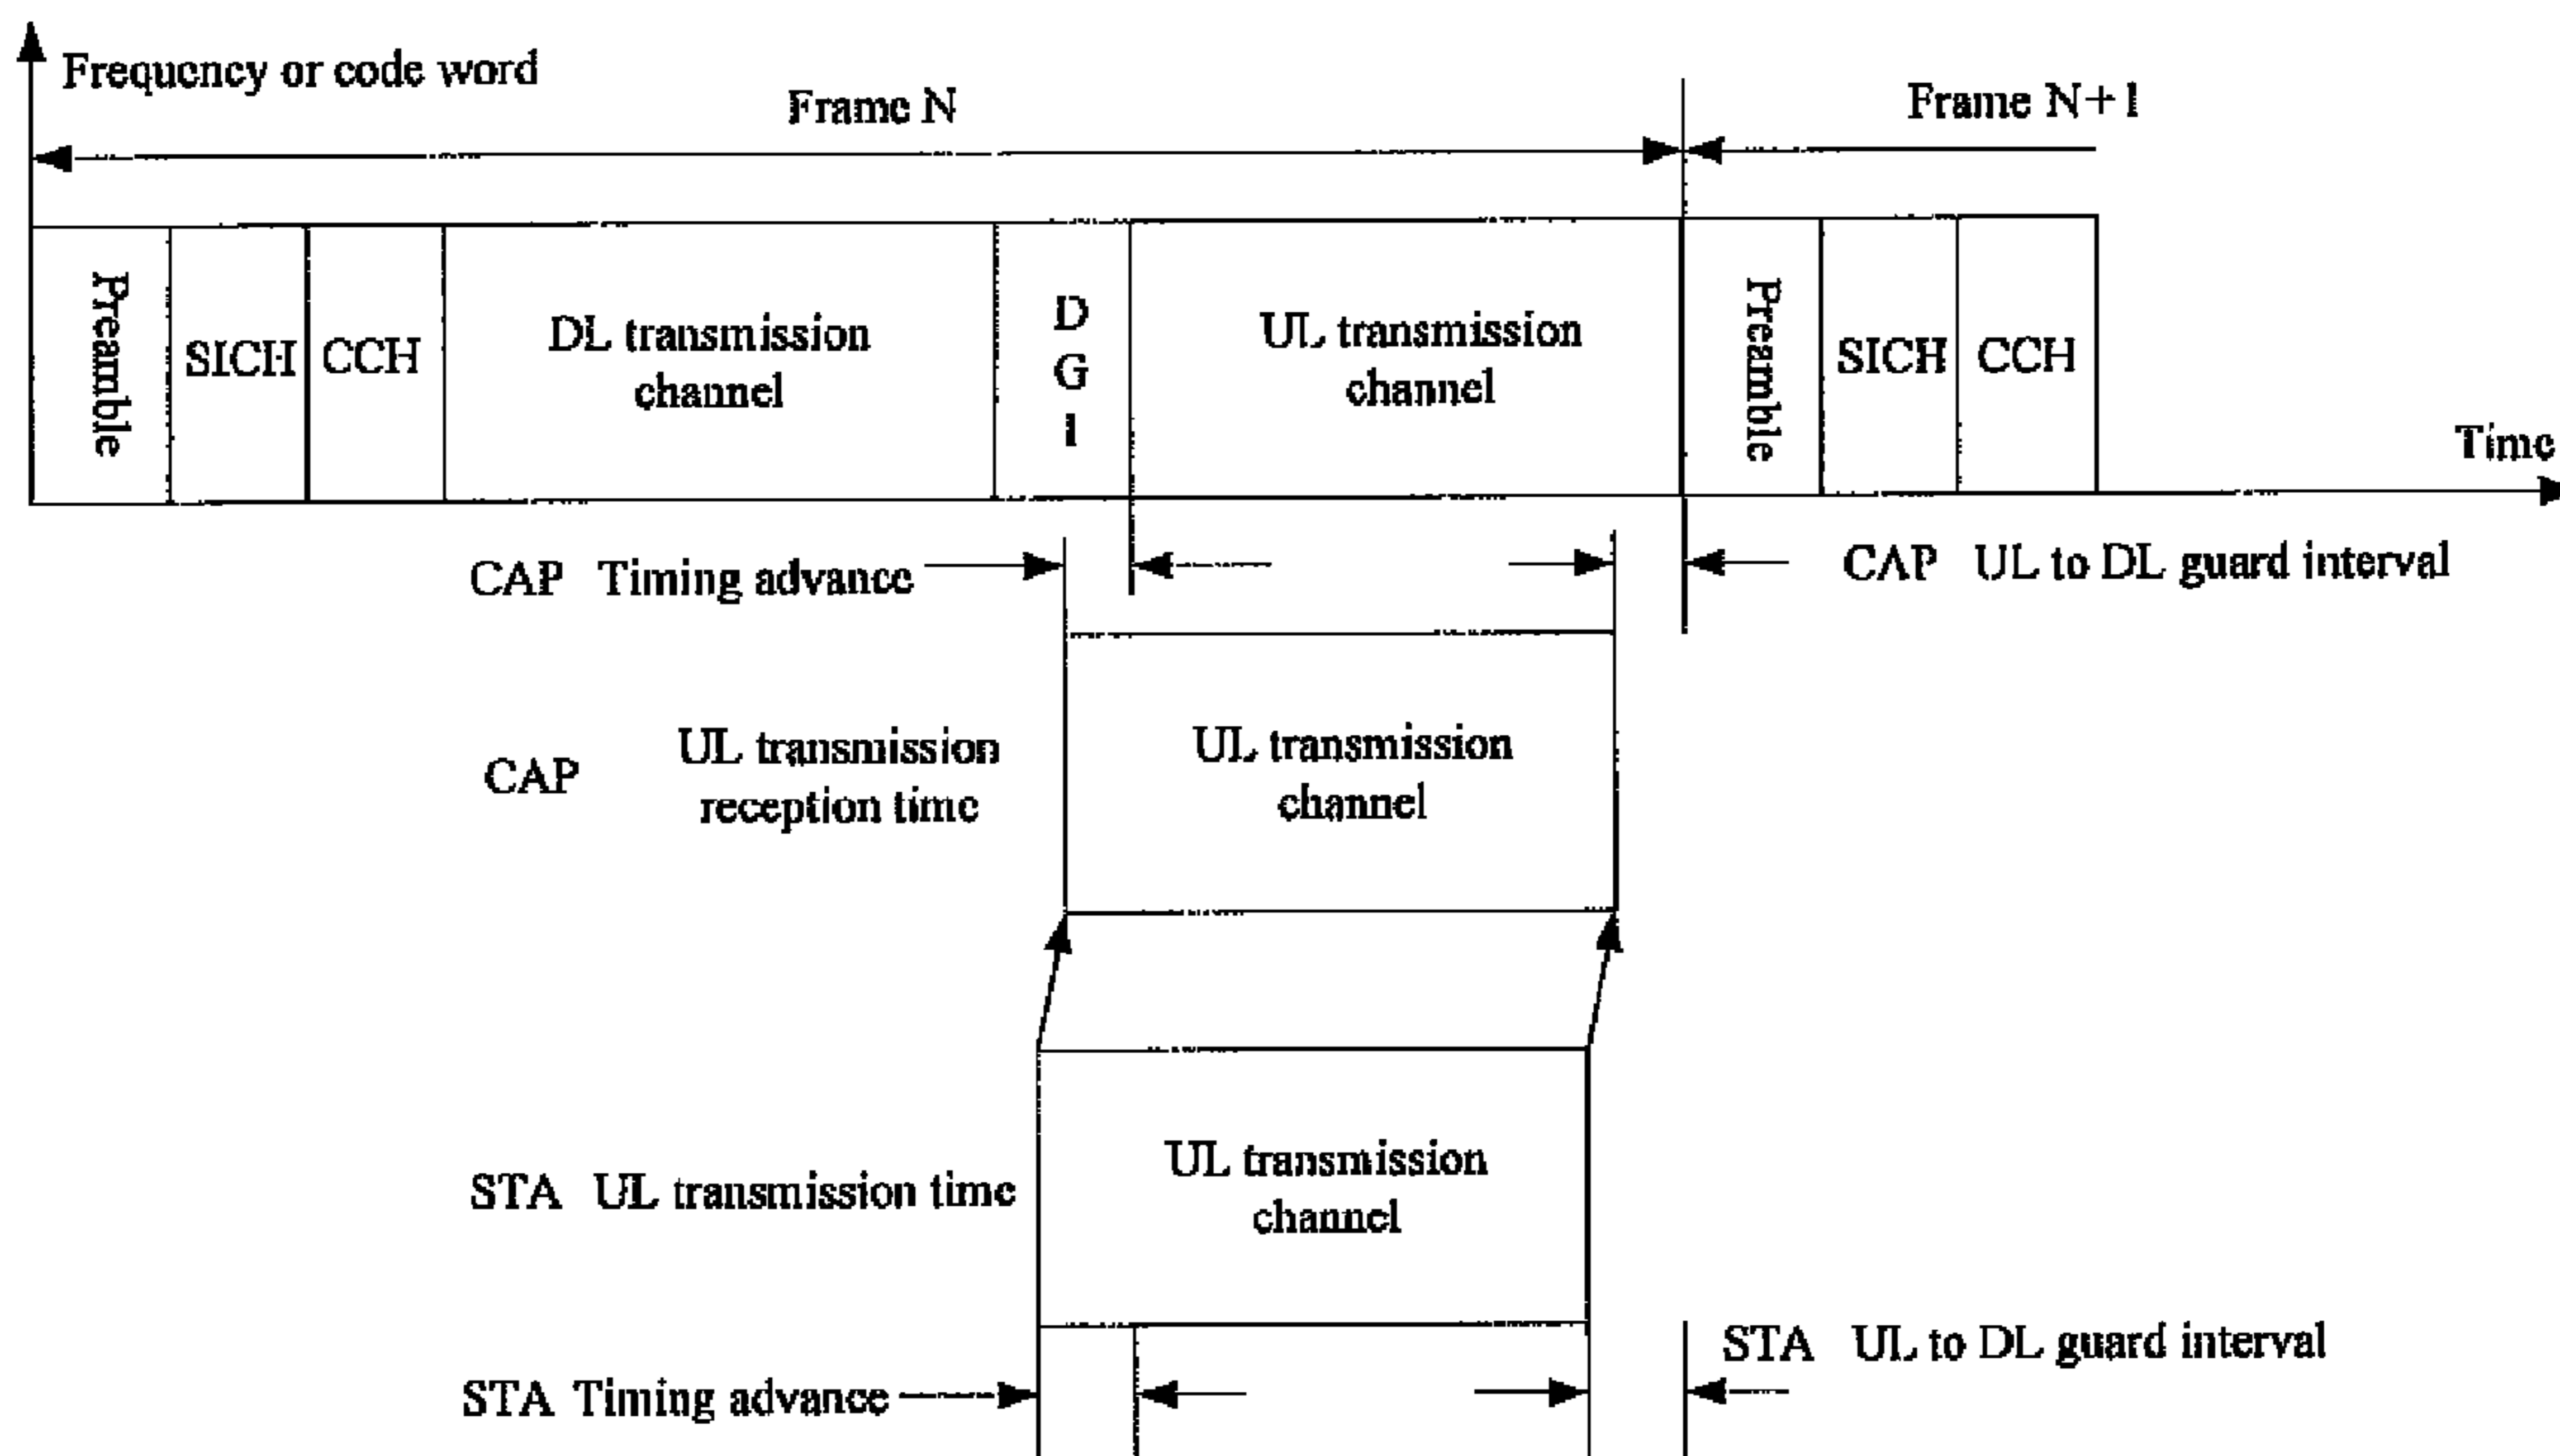 Frequency or code word
Frame N
Frame N+1
Preamble
SICH
CCH
DL transmission
channel
D
G
I
UL transmission
channel
Preamble
SICH
CCH
Time
CAP Timing advance
CAP UL to DL guard interval
CAP
UL transmission
reception time
UL transmission
channel
STA UL transmission time
UL transmission
channel
STA UL to DL guard interval
STA Timing advance